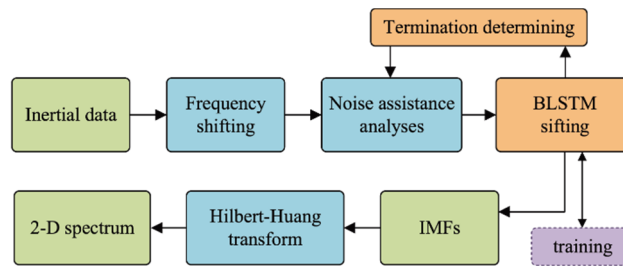 Termination determining
Inertial data
Frequency
shifting
Noise assistance
analyses
BLSTM
sifting
2-D spectrum
Hilbert-Huang
transform
IMFs
training